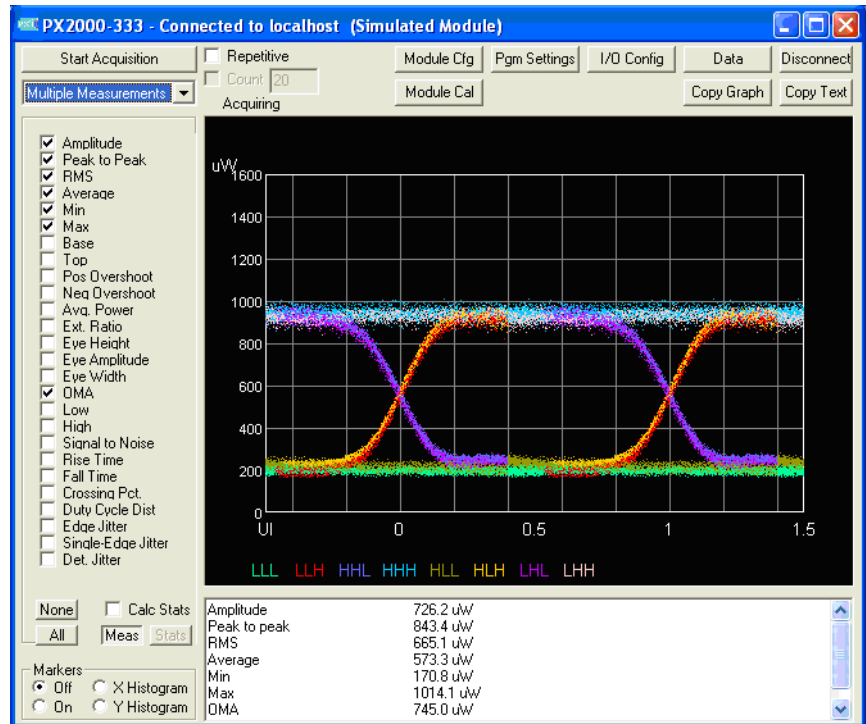 PX2000-333 - Connected to localhost (Simulated Module)
Start Acquisition
Repetitive
Module Cfg
Pgm Settings
I/O Config
Data
Disconnect
Multiple Measurements
Count 20
Acquiring
Module Cal
Copy Graph
Copy Text
Amplitude
Peak to Peak
RMS
Average
Min
Max
Base
Top
Pos Overshoot
Neg Overshoot
Avg. Power
Ext. Ratio
Eye Height
Eye Amplitude
Eye Width
OMA
Low
High
Signal to Noise
Rise Time
Fall Time
Crossing Pct.
Duty Cycle Dist
Edge Jitter
Single-Edge Jitter
Det. Jitter
None
Calc Stats
All
Meas
Stats
Markers
Off
X Histogram
On
Y Histogram
uW
1600
1400
1200
1000
800
600
400
200
0
UI 0 0.5 1 1.5
LLL LLH HHL HHH HLL HLH LHL LHH
Amplitude 726.2 uW
Peak to peak 843.4 uW
RMS 665.1 uW
Average 573.3 uW
Min 170.8 uW
Max 1014.1 uW
OMA 745.0 uW